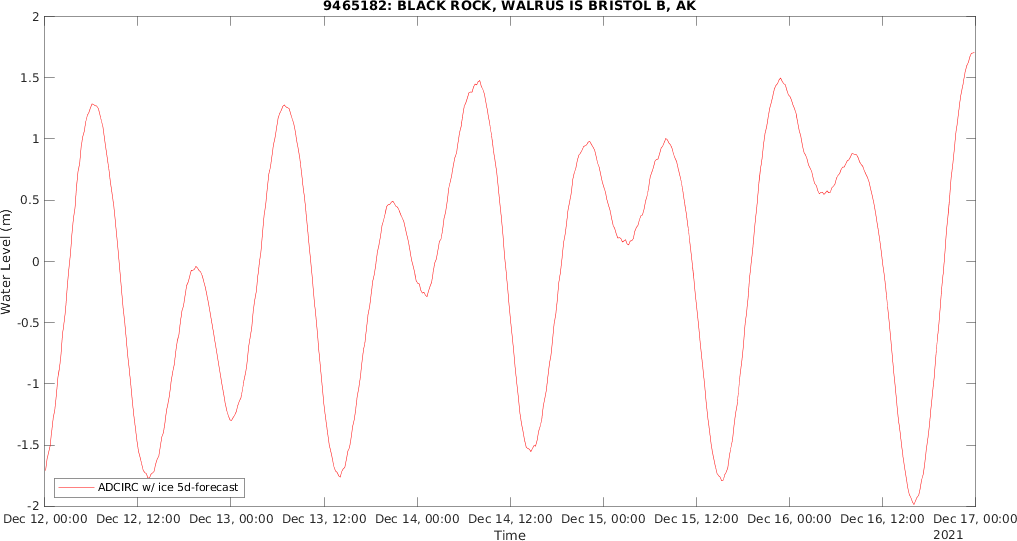 9465182: BLACK ROCK, WALRUS IS BRISTOL B, AK
2
1.5
1
0.5
0
-0.5
-1
-1.5
-2
Water Level (m)
ADCIRC w/ ice 5d-forecast
Dec 12, 00:00 Dec 12, 12:00 Dec 13, 00:00 Dec 13, 12:00 Dec 14, 00:00 Dec 14, 12:00 Dec 15, 00:00 Dec 15, 12:00 Dec 16, 00:00 Dec 16, 12:00 Dec 17, 00:00
Time
2021